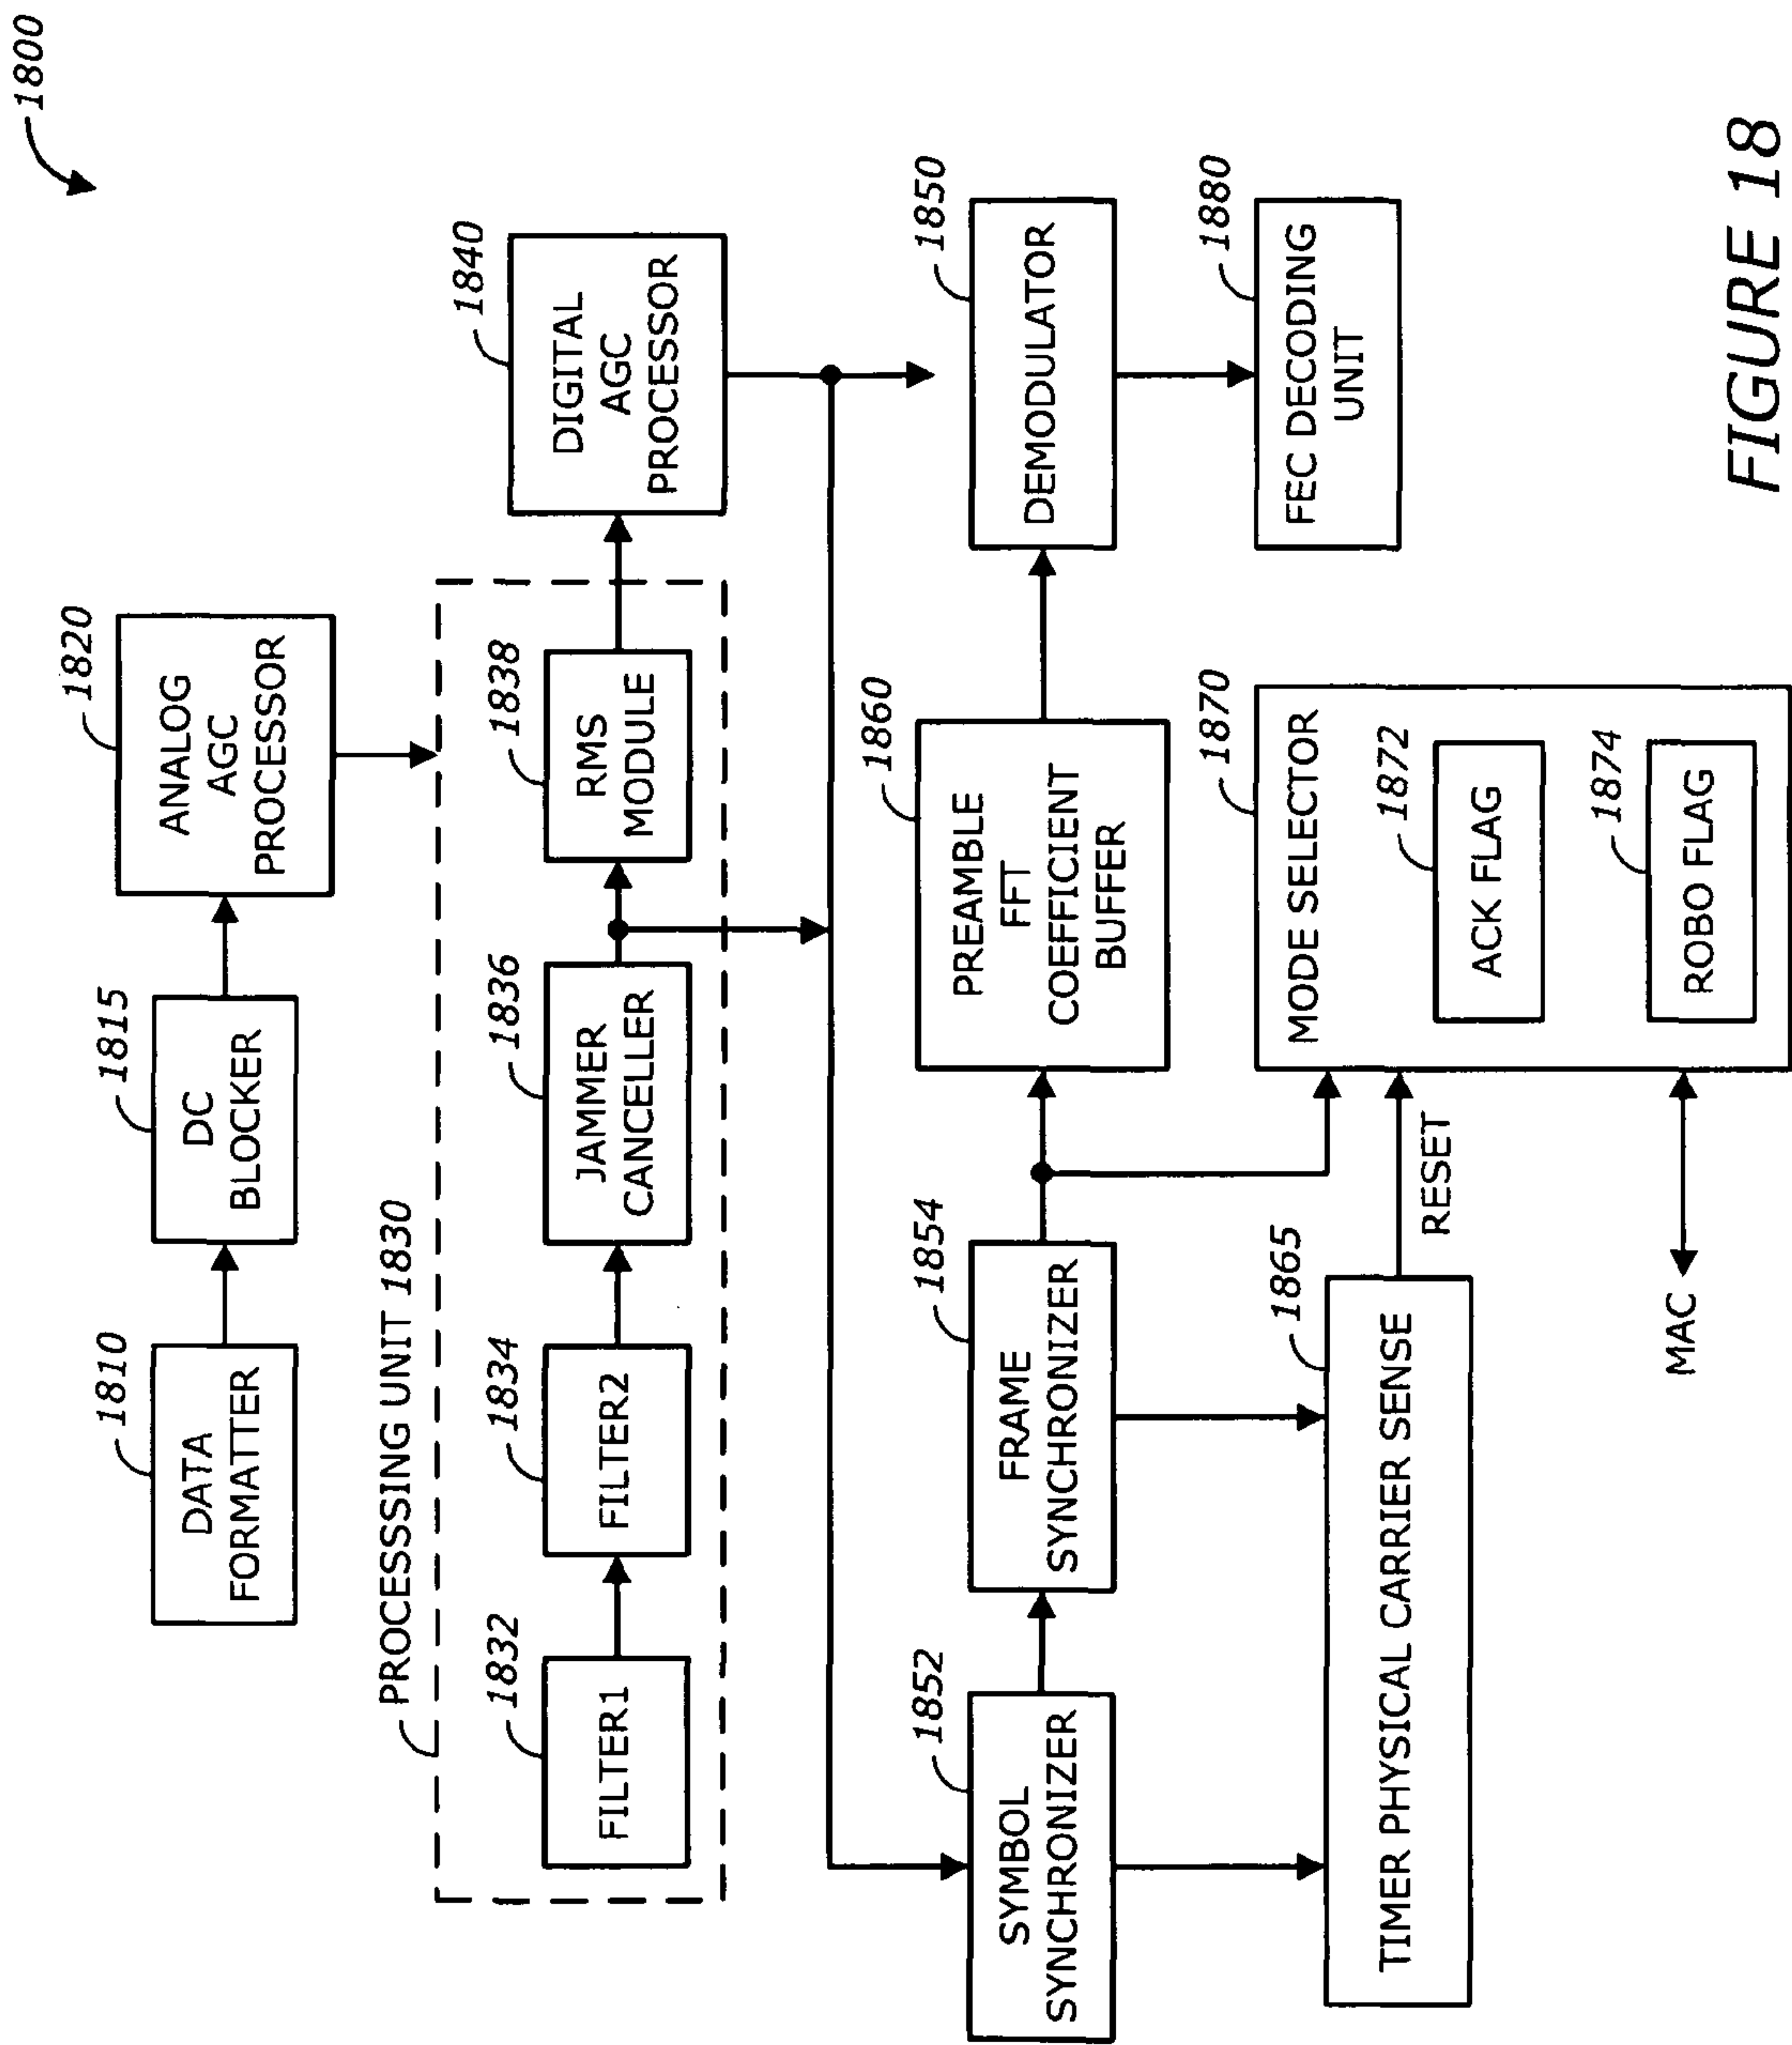 1800
1810
DATA
FORMATTER
1815
DC
BLOCKER
1820
ANALOG
AGC
PROCESSOR
PROCESSSING UNIT 1830
1832
FILTER1
1834
FILTER2
1836
JAMMER
CANCELLER
1838
RMS
MODULE
1840
DIGITAL
AGC
PROCESSOR
1852
SYMBOL
SYNCHRONIZER
1854
FRAME
SYNCHRONIZER
1860
PREAMBLE
FFT
COEFFICIENT
BUFFER
1850
DEMODULATOR
1865
TIMER PHYSICAL CARRIER SENSE
RESET
1870
MODE SELECTOR
1872
ACK FLAG
1874
ROBO FLAG
MAC
1880
FEC DECODING
UNIT
FIGURE 18